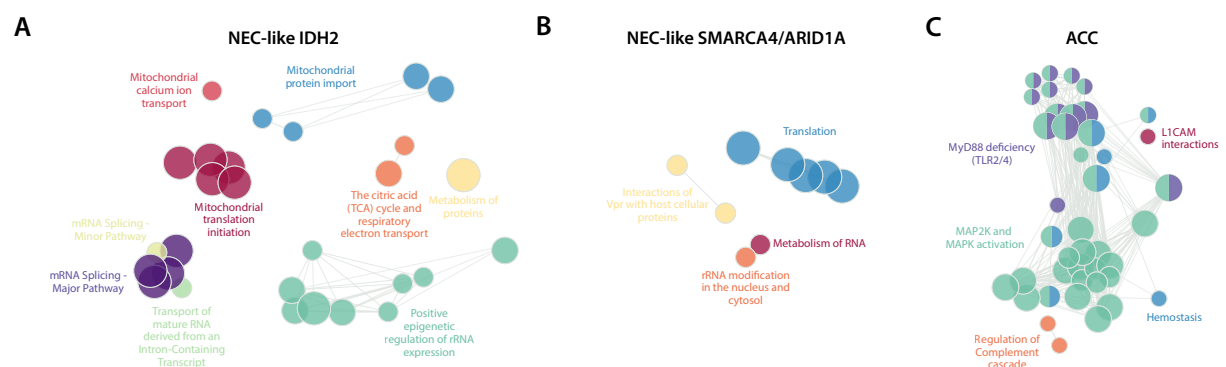 A
NEC-like IDH2
Mitochondrial
calcium ion
transport
Mitochondrial
protein import
Mitochondrial
translation
initiation
The citric acid
(TCA) cycle and
respiratory
electron transport
Metabolism of
proteins
mRNA Splicing -
Minor Pathway
mRNA Splicing -
Major Pathway
Transport of
mature RNA
derived from an
Intron-Containing
Transcript
Positive
epigenetic
regulation of rRNA
expression
B
NEC-like SMARCA4/ARID1A
Translation
Interactions of
Vpr with host cellular
proteins
Metabolism of RNA
rRNA modification
in the nucleus and
cytosol
C
ACC
L1CAM
interactions
MyD88 deficiency
(TLR2/4)
MAP2K and
MAPK activation
Hemostasis
Regulation of
Complement
cascade